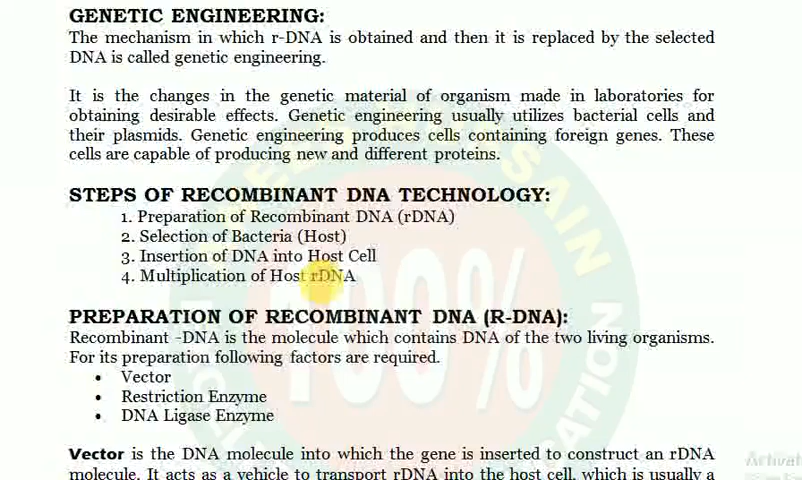 GENETIC ENGINEERING:
The mechanism in which r-DNA is obtained and then it is replaced by the selected
DNA is called genetic engineering.
It is the changes in the genetic material of organism made in laboratories for
obtaining desirable effects. Genetic engineering usually utilizes bacterial cells and
their plasmids. Genetic engineering produces cells containing foreign genes. These
cells are capable of producing new and different proteins.
STEPS OF RECOMBINANT DNA TECHNOLOGY:
1. Preparation of Recombinant DNA (rDNA)
2. Selection of Bacteria (Host)
3. Insertion of DNA into Host Cell
4. Multiplication of Host rDNA
PREPARATION OF RECOMBINANT DNA (R-DNA):
Recombinant -DNA is the molecule which contains DNA of the two living organisms.
For its preparation following factors are required.
• Vector
• Restriction Enzyme
• DNA Ligase Enzyme
Vector is the DNA molecule into which the gene is inserted to construct an rDNA
molecule. It acts as a vehicle to transport rDNA into the host cell, which is usually a
100%